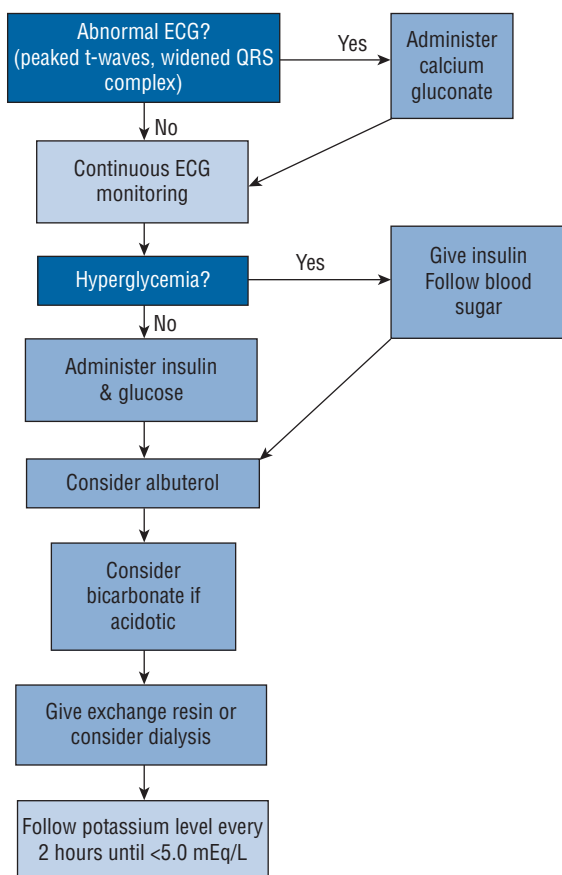 Abnormal ECG?
(peaked t-waves, widened QRS
complex)
Yes
Administer
calcium
gluconate
No
Continuous ECG
monitoring
Hyperglycemia?
Yes
Give insulin
Follow blood
sugar
No
Administer insulin
& glucose
Consider albuterol
Consider
bicarbonate if
acidotic
Give exchange resin or
consider dialysis
Follow potassium level every
2 hours until <5.0 mEq/L